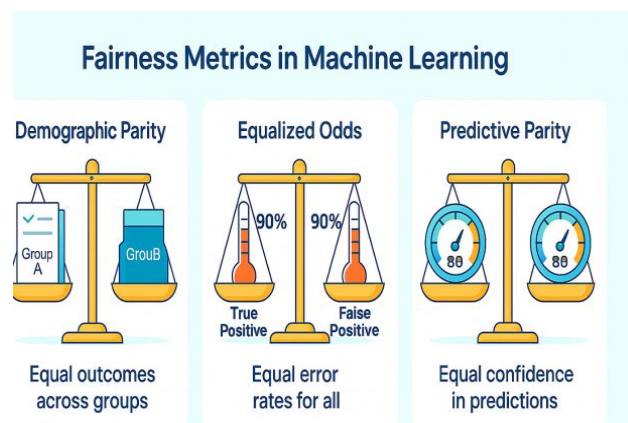 Fairness Metrics in Machine Learning
Demographic Parity
Group
A
GrouB
Equal outcomes
across groups
Equalized Odds
90%
90%
True
Positive
Faise
Positive
Equal error
rates for all
Predictive Parity
80
80
Equal confidence
in predictions